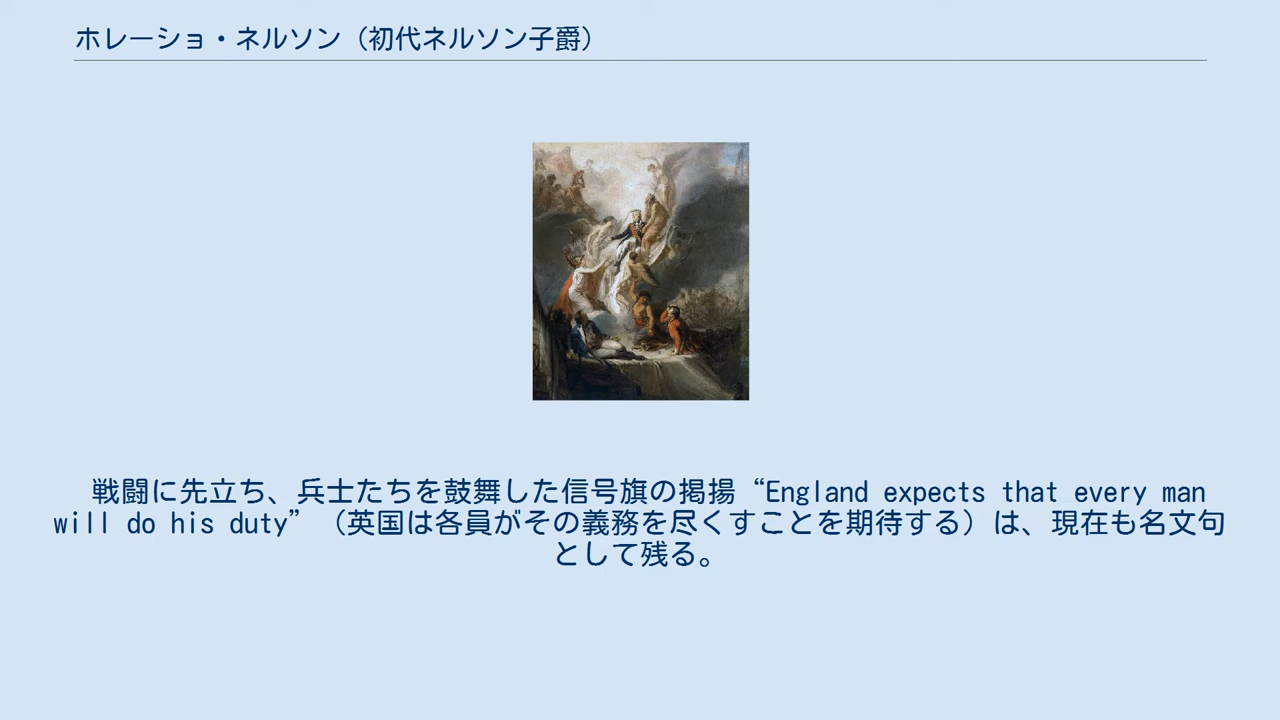 ホレーショ・ネルソン（初代ネルソン子爵）
戦闘に先立ち、兵士たちを鼓舞した信号旗の掲揚“England expects that every man
will do his duty”（英国は各員がその義務を尽くすことを期待する）は、現在も名文句
として残る。